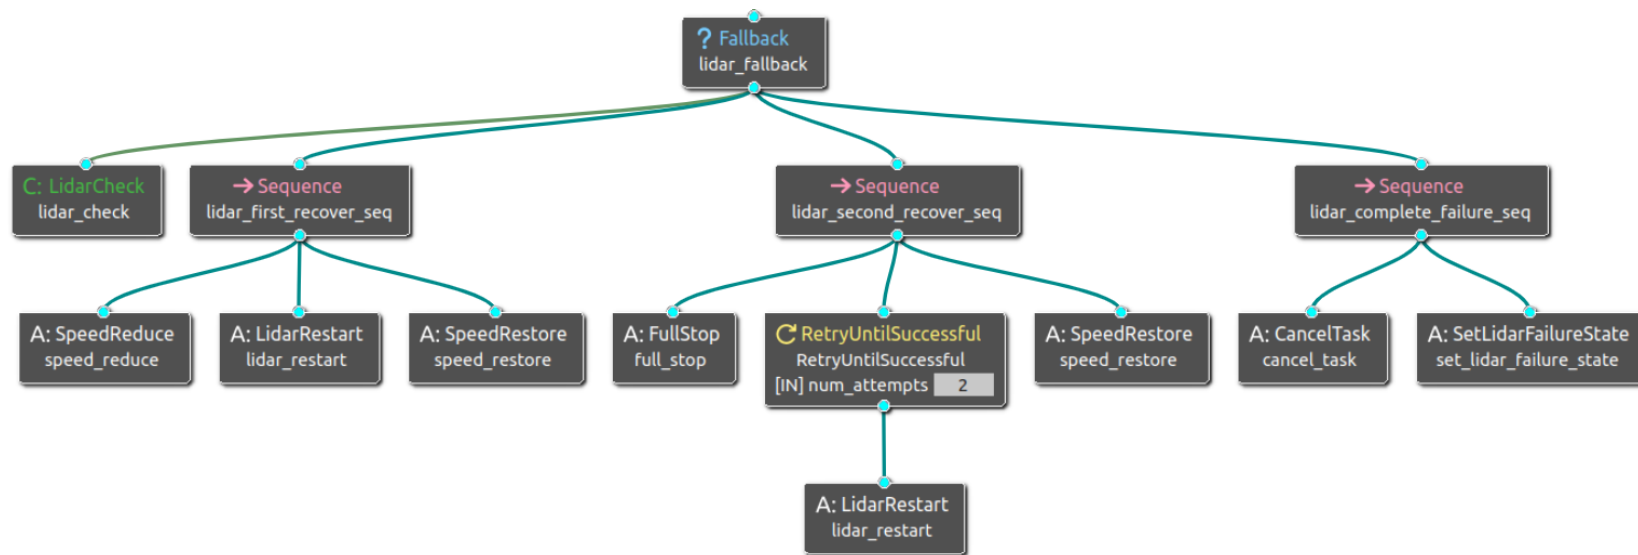 ? Fallback
lidar_fallback
C: LidarCheck
lidar_check
→ Sequence
lidar_first_recover_seq
→ Sequence
lidar_second_recover_seq
→ Sequence
lidar_complete_failure_seq
A: SpeedReduce
speed_reduce
A: LidarRestart
lidar_restart
A: SpeedRestore
speed_restore
A: FullStop
full_stop
RetryUntilSuccessful
RetryUntilSuccessful
[IN] num_attempts 2
A: SpeedRestore
speed_restore
A: CancelTask
cancel_task
A: SetLidarFailureState
set_lidar_failure_state
A: LidarRestart
lidar_restart